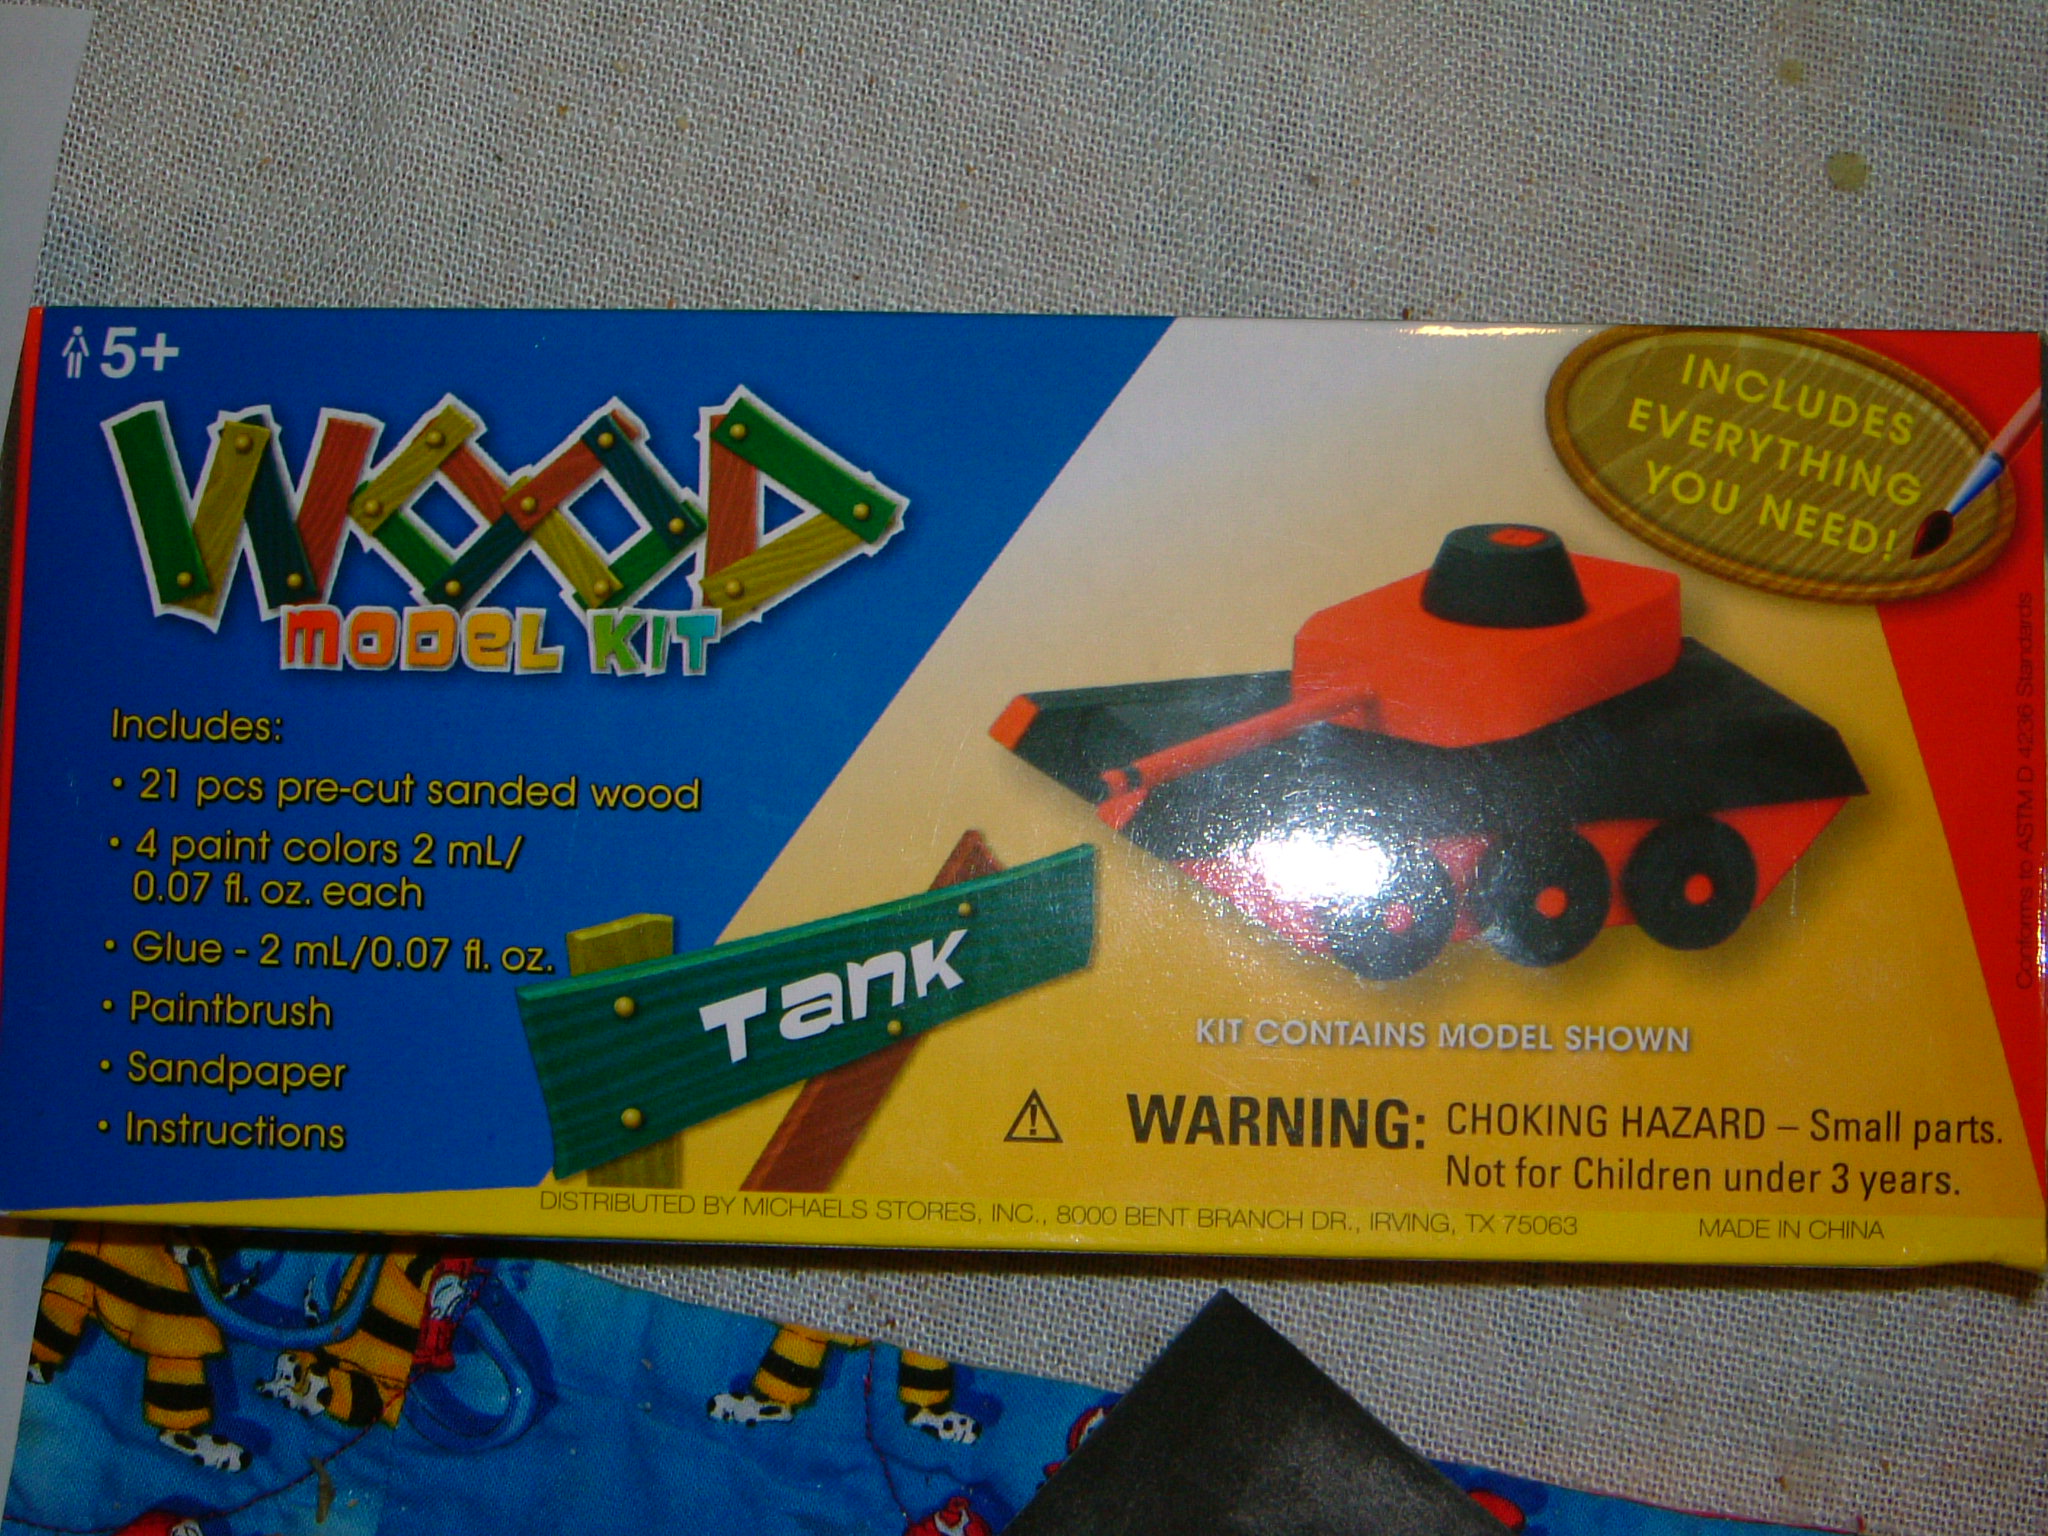 5+
WOOD
MODEL KIT
Includes:
• 21 pcs pre-cut sanded wood
• 4 paint colors 2 mL/
0.07 fl. oz. each
• Glue - 2 mL/0.07 fl. oz.
• Paintbrush
• Sandpaper
• Instructions
Tank
INCLUDES
EVERYTHING
YOU NEED!
KIT CONTAINS MODEL SHOWN
WARNING: CHOKING HAZARD – Small parts.
Not for Children under 3 years.
DISTRIBUTED BY MICHAELS STORES, INC., 8000 BENT BRANCH DR., IRVING, TX 75063
MADE IN CHINA
Conforms to ASTM D 4236 Standards